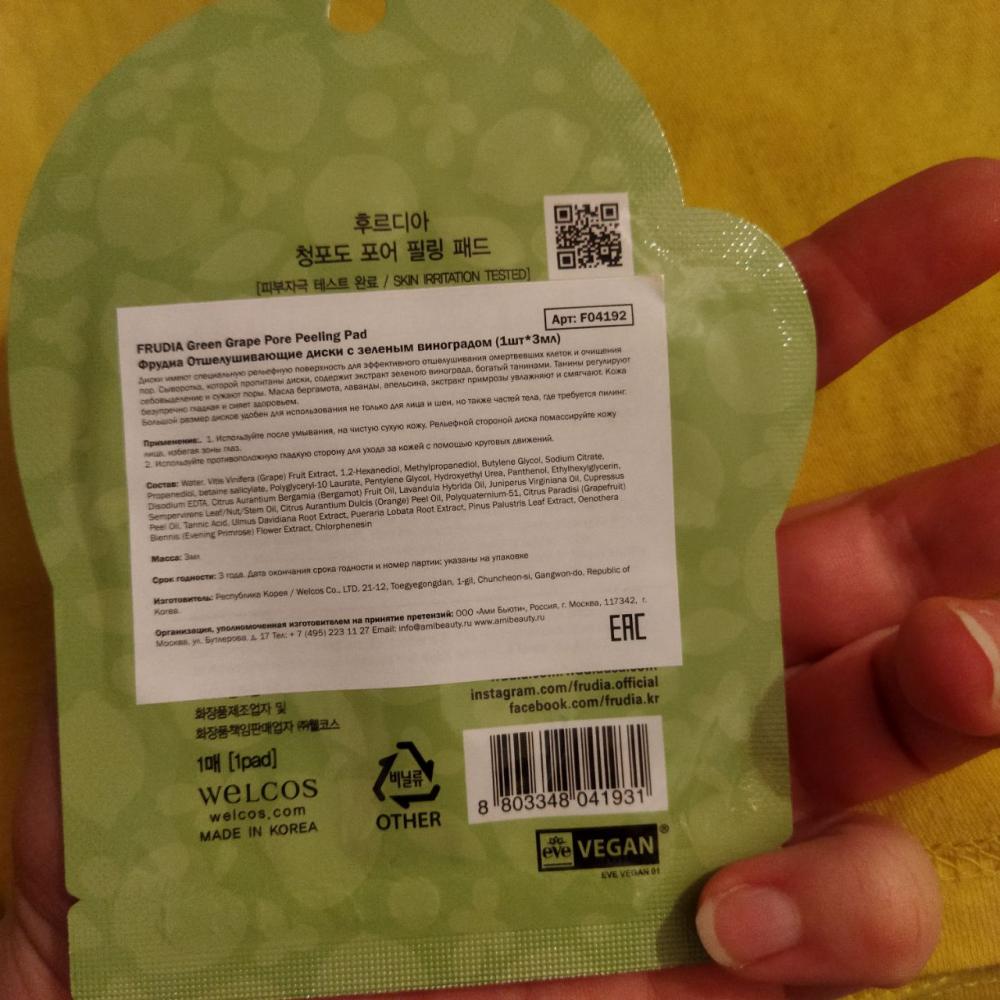 후르디아
청포도 포어 필링 패드
[피부자극 테스트 완료 / SKIN IRRITATION TESTED]
Арт: F04192
FRUDIA Green Grape Pore Peeling Pad
Фрудиа Отшелушивающие диски с зеленым виноградом (1шт*3мл)
Диски имеют специальную рельефную поверхность для эффективного отшелушивания омертвевших клеток и очищения
пор. Сыворотка, которой пропитаны диски, содержит экстракт зеленого винограда, богатый танинами. Танины регулируют
себовыделение и сужают поры. Масла бергамота, лаванды, апельсина, экстракт примрозы увлажняют и смягчают. Кожа
безупречно гладкая и сияет здоровьем.
Большой размер дисков удобен для использования не только для лица и шеи, но также частей тела, где требуется пилинг.
Применение:. 1. Используйте после умывания, на чистую сухую кожу. Рельефной стороной диска помассируйте кожу
лица, избегая зоны глаз.
2. Используйте противоположную гладкую сторону для ухода за кожей с помощью круговых движений.
Состав: Water, Vitis Vinifera (Grape) Fruit Extract, 1,2-Hexanediol, Methylpropanediol, Butylene Glycol, Sodium Citrate,
Propanediol, betaine salicylate, Polyglyceryl-10 Laurate, Pentylene Glycol, Hydroxyethyl Urea, Panthenol, Ethylhexylglycerin,
Disodium EDTA, Citrus Aurantium Bergamia (Bergamot) Fruit Oil, Lavandula Hybrida Oil, Juniperus Virginiana Oil, Cupressus
Sempervirens Leaf/Nut/Stem Oil, Citrus Aurantium Dulcis (Orange) Peel Oil, Polyquaternium-51, Citrus Paradisi (Grapefruit)
Peel Oil, Tannic Acid, Ulmus Davidiana Root Extract, Pueraria Lobata Root Extract, Pinus Palustris Leaf Extract, Oenothera
Biennis (Evening Primrose) Flower Extract, Chlorphenesin
Масса: 3мл
Срок годности: 3 года. Дата окончания срока годности и номер партии: указаны на упаковке
Изготовитель: Республика Корея / Welcos Co., LTD. 21-12, Toegyegongdan, 1-gil, Chuncheon-si, Gangwon-do, Republic of
Korea.
Организация, уполномоченная изготовителем на принятие претензий: ООО «Ами Бьюти», Россия, г. Москва, 117342, г.
Москва, ул. Бутлерова, д. 17 Тел: + 7 (495) 223 11 27 Email: info@amibeauty.ru www.amibeauty.ru
EAC
instagram.com/frudia.official
facebook.com/frudia.kr
화장품제조업자 및
화장품책임판매업자 ㈜웰코스
1매 [1pad]
WELCOS
welcos.com
MADE IN KOREA
비닐류
OTHER
8 803348 041931
eve VEGAN®
EVE VEGAN 01